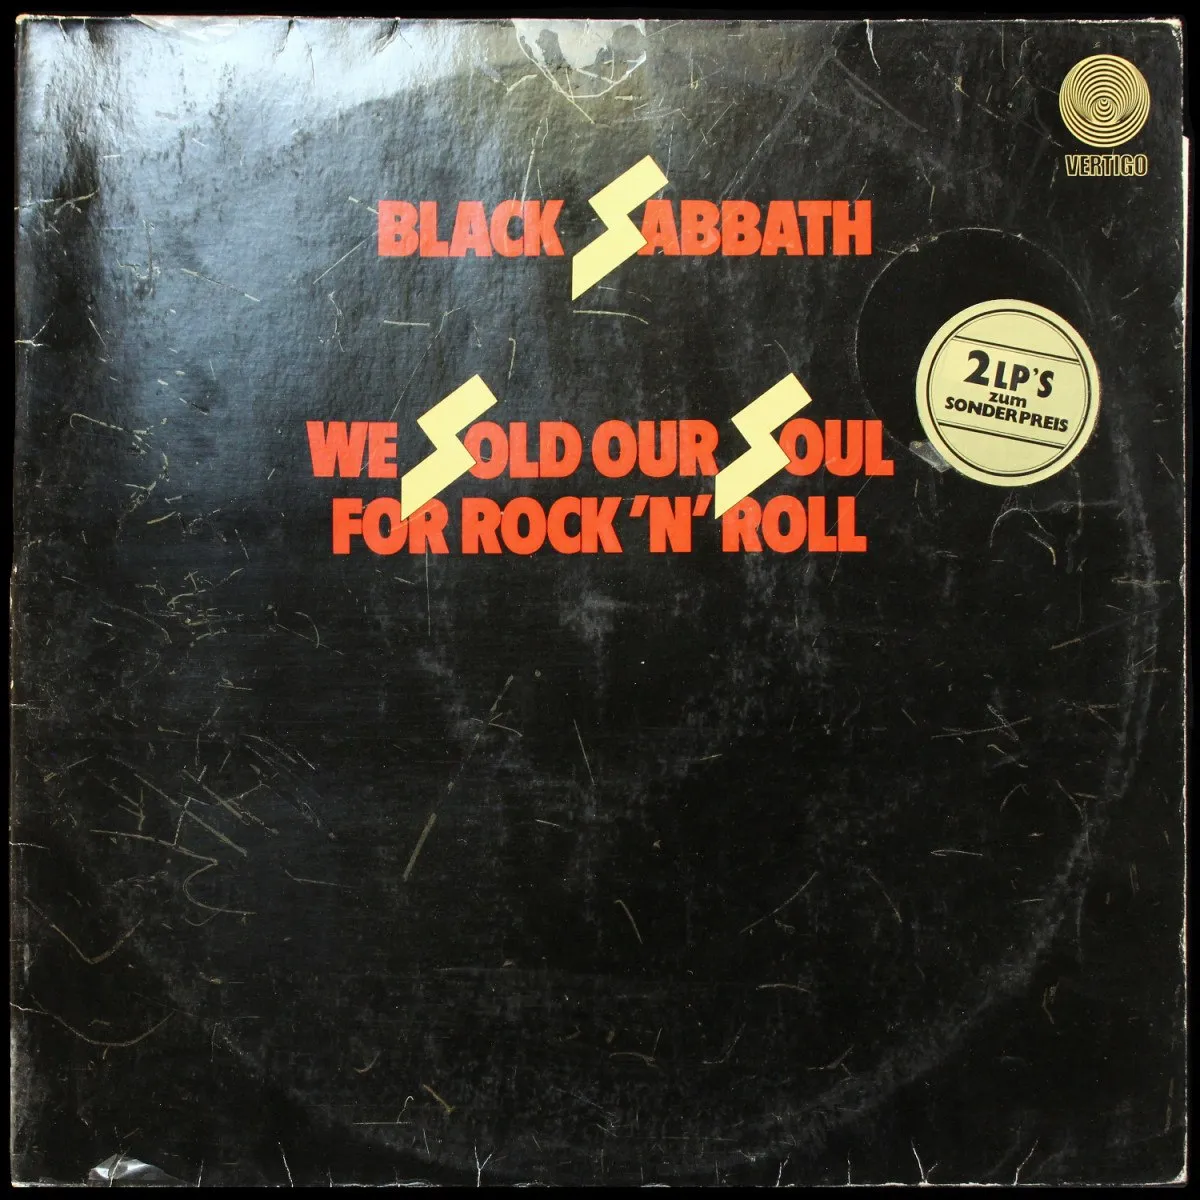 VERTIGO
BLACK SABBATH
2 LP'S
zum
SONDERPREIS
WE SOLD OUR SOUL
FOR ROCK 'N' ROLL